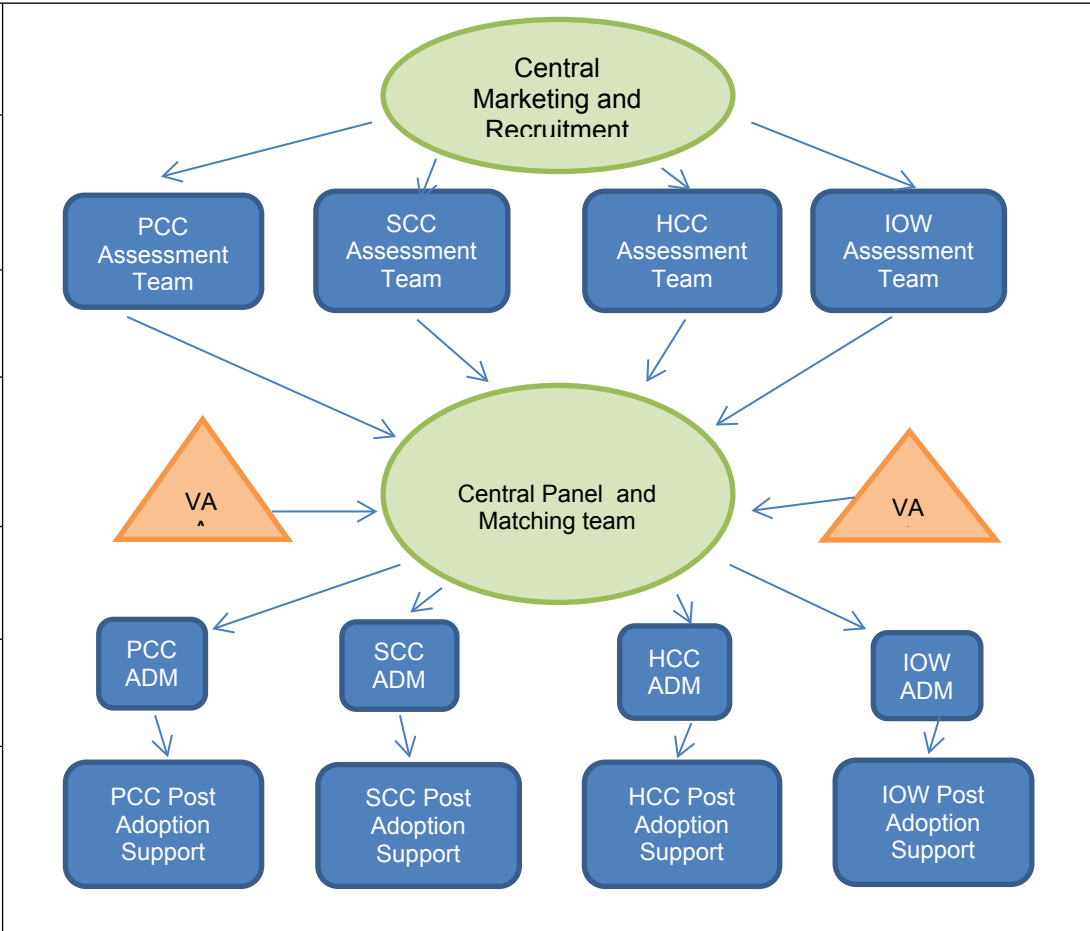 Central
Marketing and
Recruitment
PCC
Assessment
Team
SCC
Assessment
Team
HCC
Assessment
Team
IOW
Assessment
Team
VA
Central Panel and
Matching team
VA
PCC
ADM
SCC
ADM
HCC
ADM
IOW
ADM
PCC Post
Adoption
Support
SCC Post
Adoption
Support
HCC Post
Adoption
Support
IOW Post
Adoption
Support